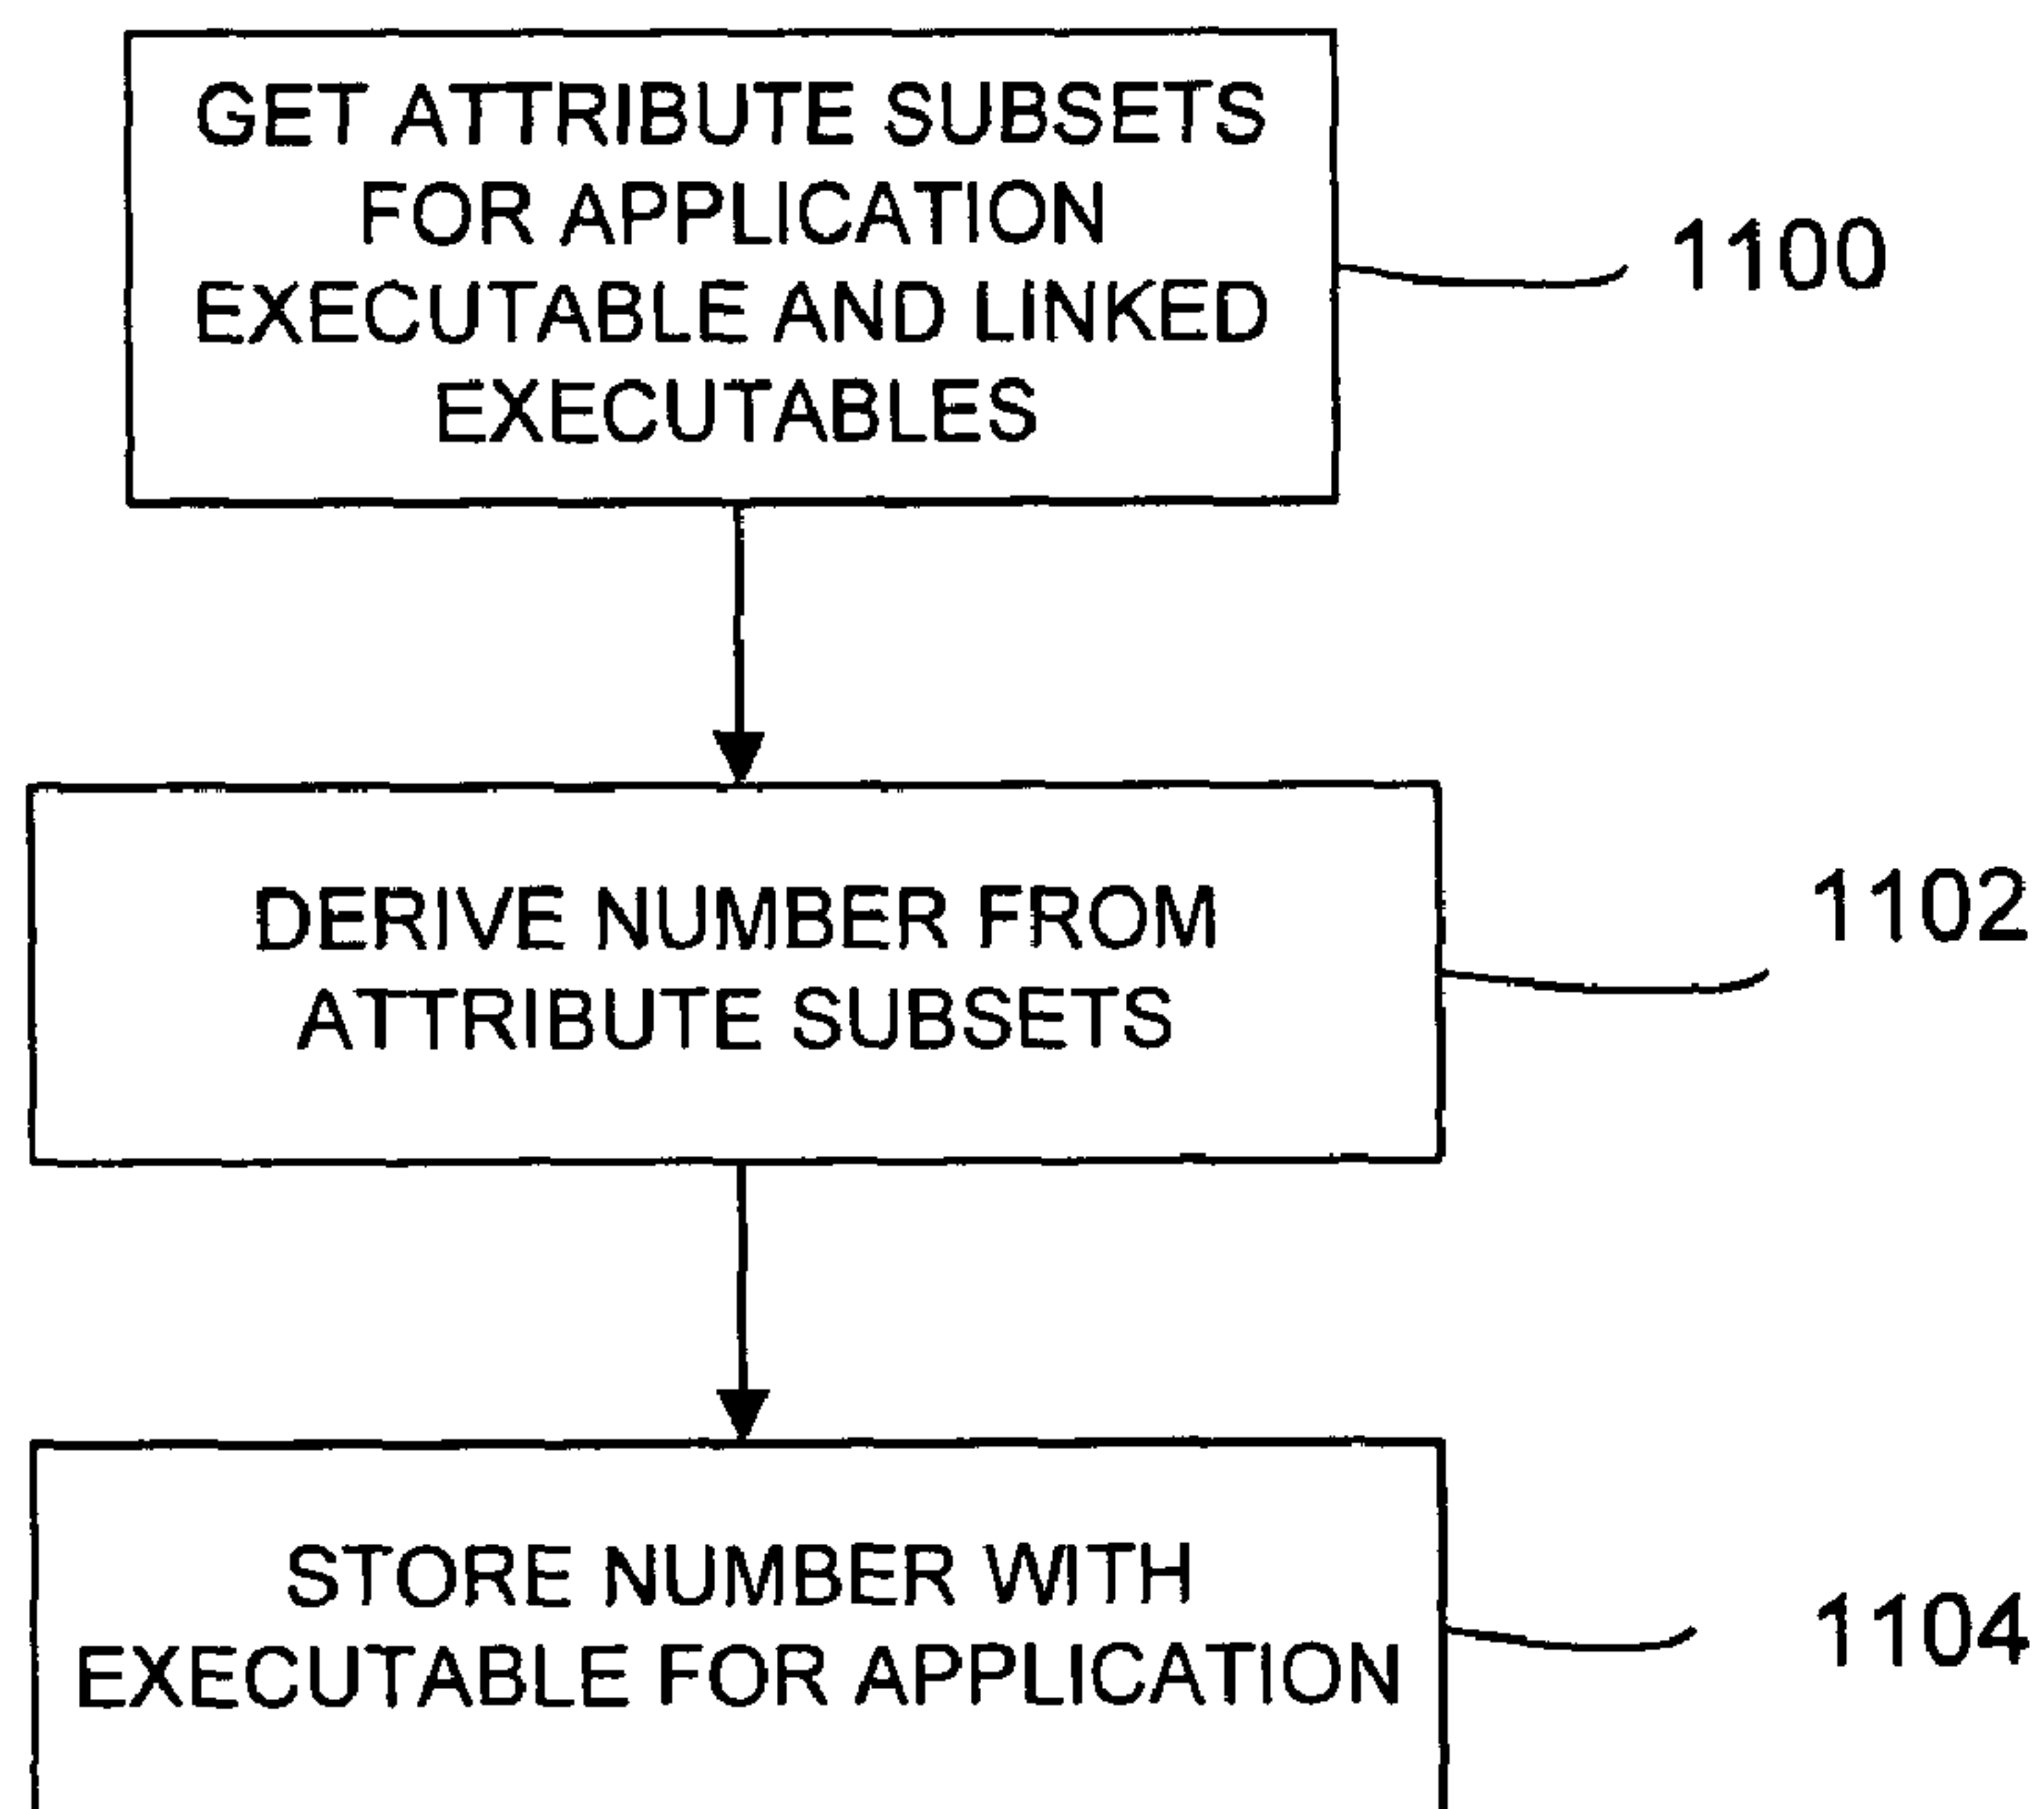 GET ATTRIBUTE SUBSETS
FOR APPLICATION
EXECUTABLE AND LINKED
EXECUTABLES
1100
DERIVE NUMBER FROM
ATTRIBUTE SUBSETS
1102
STORE NUMBER WITH
EXECUTABLE FOR APPLICATION
1104